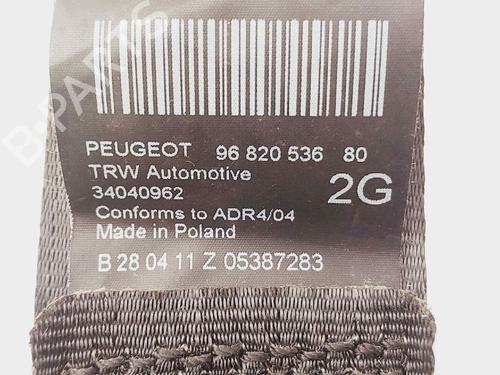 B-PARTS
PEUGEOT 96 820 536 80
TRW Automotive
34040962
2G
Conforms to ADR4/04
Made in Poland
B 28 04 11 Z 05387283